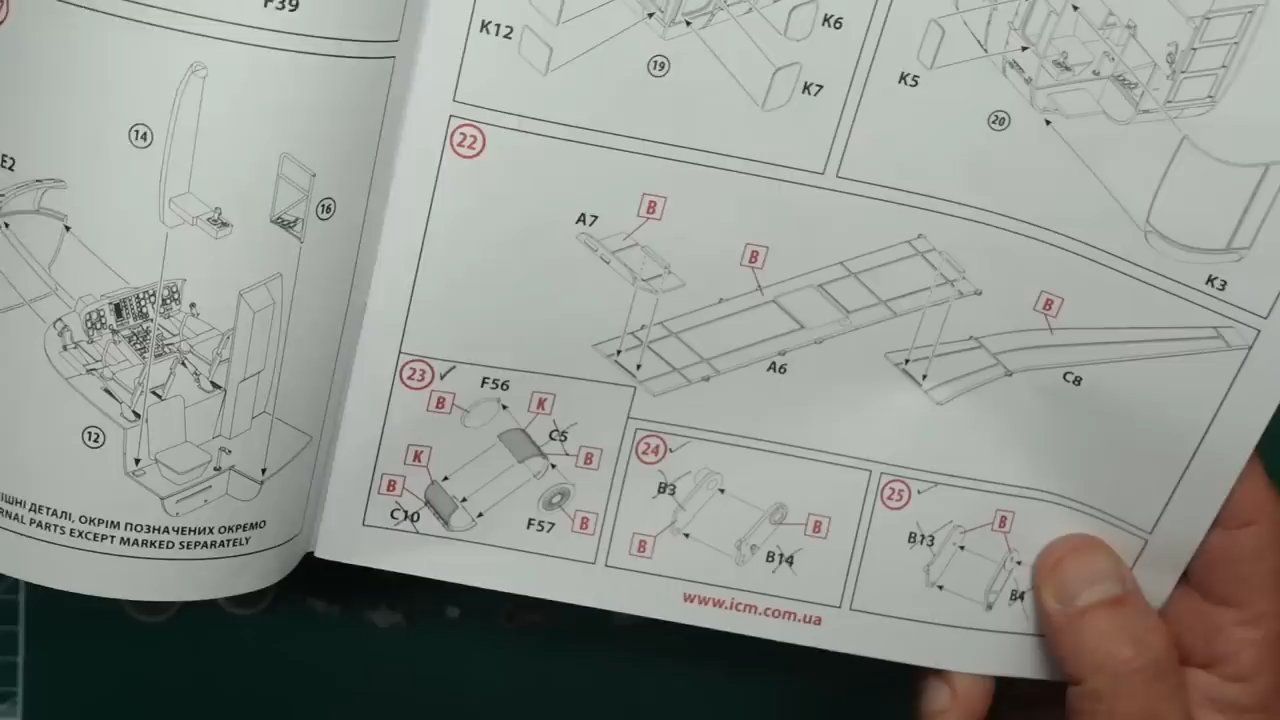 F39
14
E2
16
12
ІШНІ ДЕТАЛІ, ОКРІМ ПОЗНАЧЕНИХ ОКРЕМО
RNAL PARTS EXCEPT MARKED SEPARATELY
K12
K6
19
K7
K5
20
K3
22
A7
B
B
B
A6
C8
23
F56
B
K
C5
K
B
B
C10
F57
B
24
B3
B
B
B14
25
B
B13
B4
www.icm.com.ua